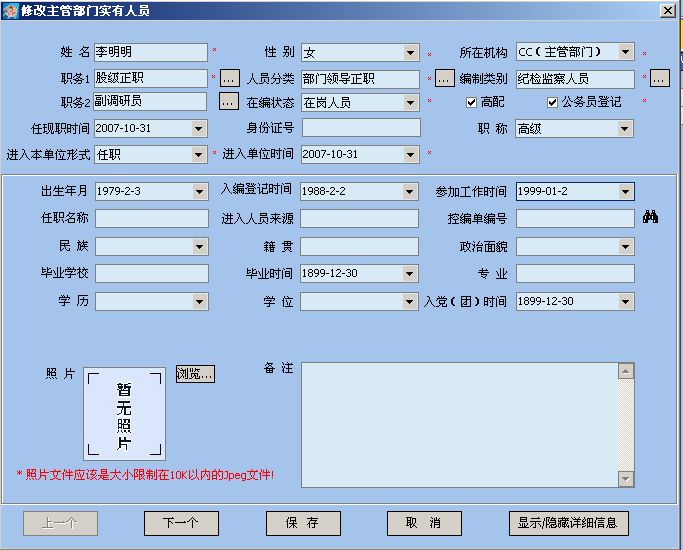 修改主管部门实有人员
姓 名 李明明 * 性 别 女 * 所在机构 CC(主管部门) *
职务1 股级正职 * ... 人员分类 部门领导正职 ... 编制类别 纪检监察人员 * ...
职务2 副调研员 ... 在编状态 在岗人员 * 高配 公务员登记 *
任现职时间 2007-10-31 身份证号 职 称 高级
进入本单位形式 任职 * 进入单位时间 2007-10-31 *
出生年月 1979-2-3 入编登记时间 1988-2-2 参加工作时间 1999-01-2
任职名称 进入人员来源 控编单编号
民 族 籍 贯 政治面貌
毕业学校 毕业时间 1899-12-30 专 业
学 历 学 位 入党(团)时间 1899-12-30
照 片 浏览... 备 注
暂无照片
* 照片文件应该是大小限制在10K以内的Jpeg文件!
上一个 下一个 保 存 取 消 显示/隐藏详细信息